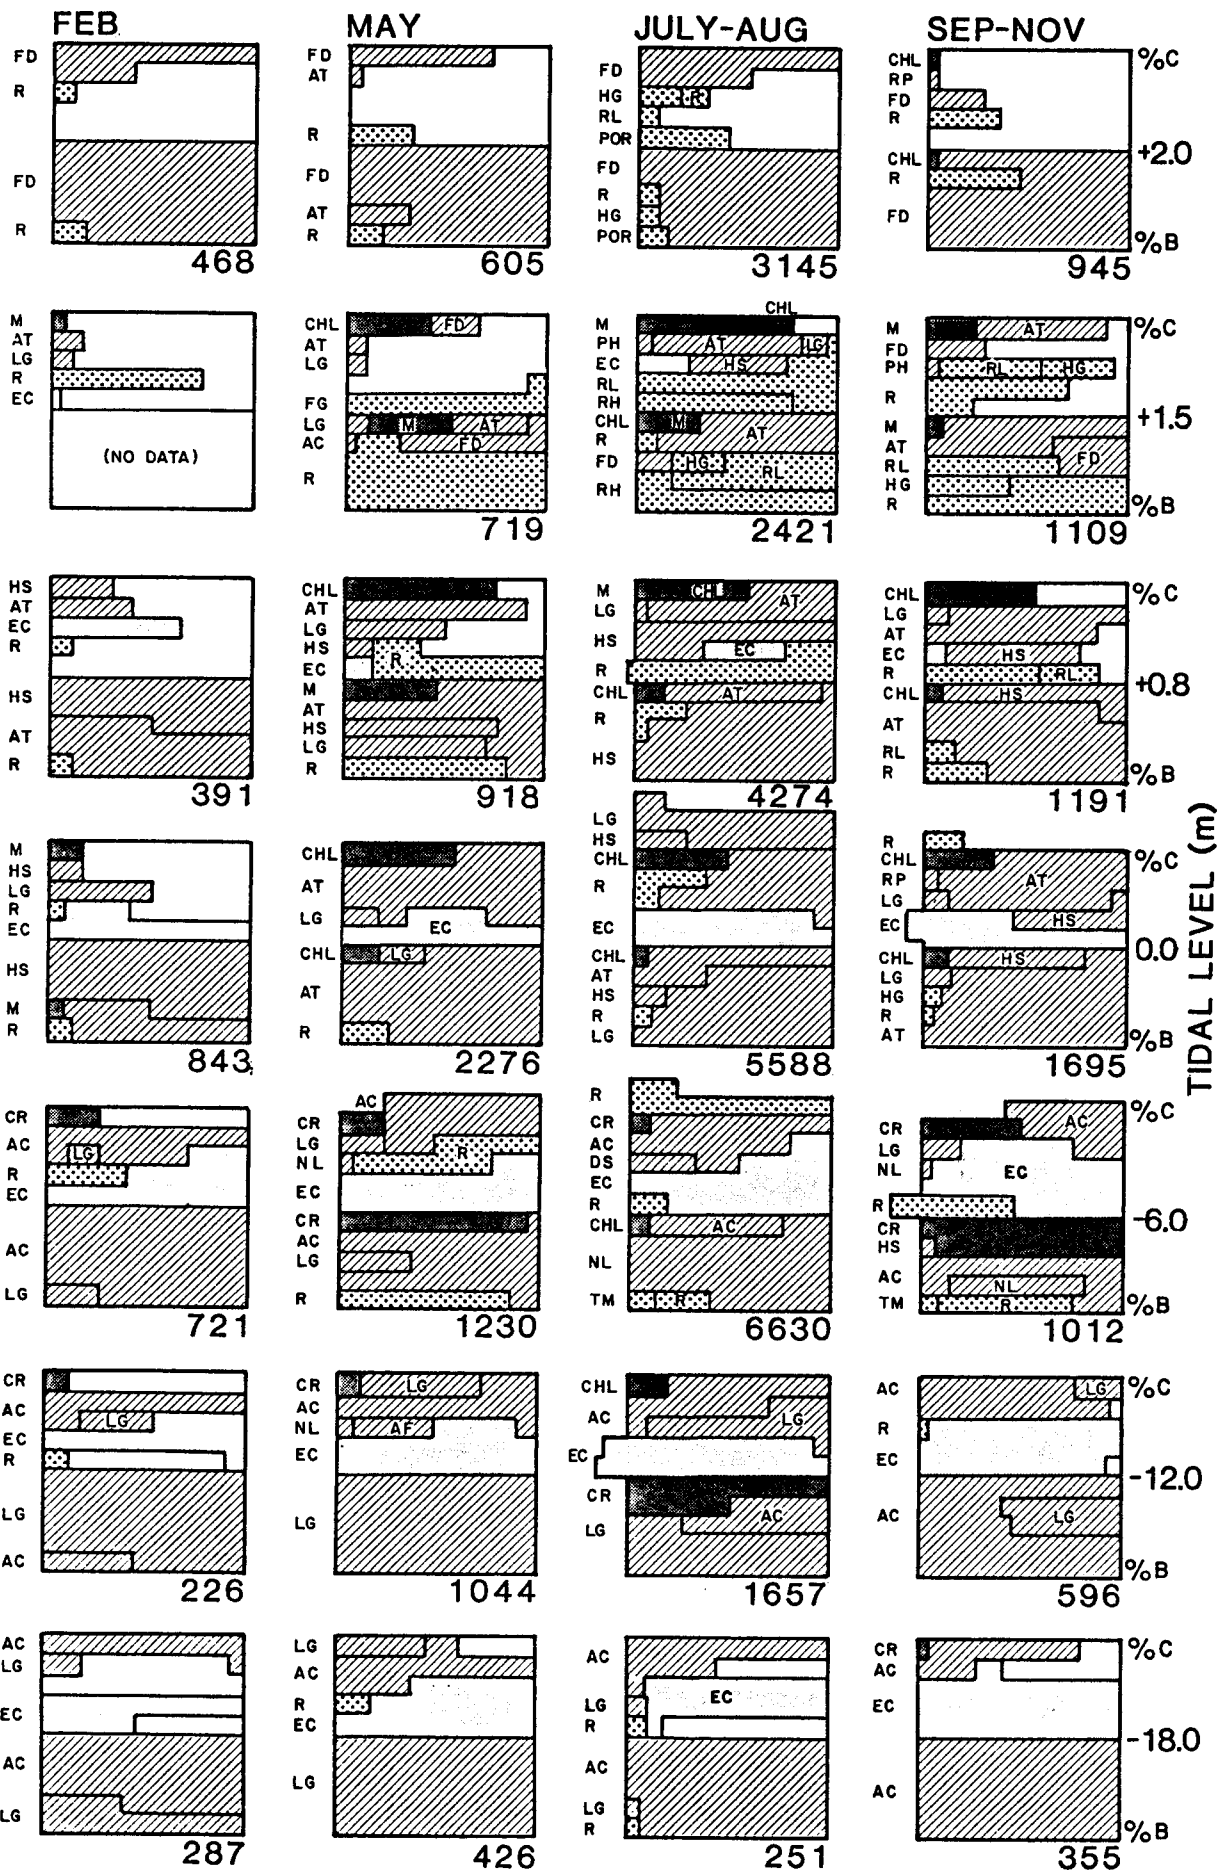 FEB MAY JULY-AUG SEP-NOV
FD
R
FD
R
468
FD
AT
R
FD
AT
R
605
FD
HG R
RL
POR
FD
R
HG
POR
3145
CHL
RP
FD
R
CHL
R
FD
945
%C
+2.0
%B
M
AT
LG
R
EC
(NO DATA)
CHL FD
AT
LG
FG
LG M AT
AC FD
R
719
CHL
M
PH AT LG
EC HS
RL
RH
CHL M AT
R
FD HG RL
RH
2421
M AT
FD
PH RL HG
R
M
AT
RL FD
HG
R
1109
%C
+1.5
%B
HS
AT
EC
R
HS
AT
R
391
CHL
AT
LG
HS R
EC
M
AT
HS
LG
R
918
M CH AT
LG
HS EC
R
CHL AT
R
HS
4274
CHL
LG
AT
EC HS
R RL
CHL HS
AT
RL
R
1191
%C
+0.8
%B
M
HS
LG
R
EC
HS
M
R
843
CHL
AT
LG EC
CHL LG
AT
R
2276
LG
HS
CHL
R
EC
CHL
AT
HS
R
LG
5588
R
CHL
RP AT
LG
EC HS
CHL HS
LG
HG
R
AT
1695
%C
0.0
%B
TIDAL LEVEL (m)
CR
AC
LG
R
EC
AC
LG
721
AC
CR
LG R
NL
EC
CR
AC
LG
R
1230
R
CR
AC
DS
EC
R
CHL AC
NL
TM R
6630
CR AC
LG
NL EC
R
CR
HS
AC NL
TM R
1012
%C
-6.0
%B
CR
AC
LG
EC
R
LG
AC
226
CR LG
AC
NL AF
EC
LG
1044
CHL
AC LG
EC
CR
LG AC
1657
AC LG
R
EC
AC LG
596
%C
-12.0
%B
AC
LG
EC
AC
LG
287
LG
AC
R
EC
LG
426
AC
LG EC
R
AC
LG
R
251
CR
AC
EC
AC
355
%C
-18.0
%B